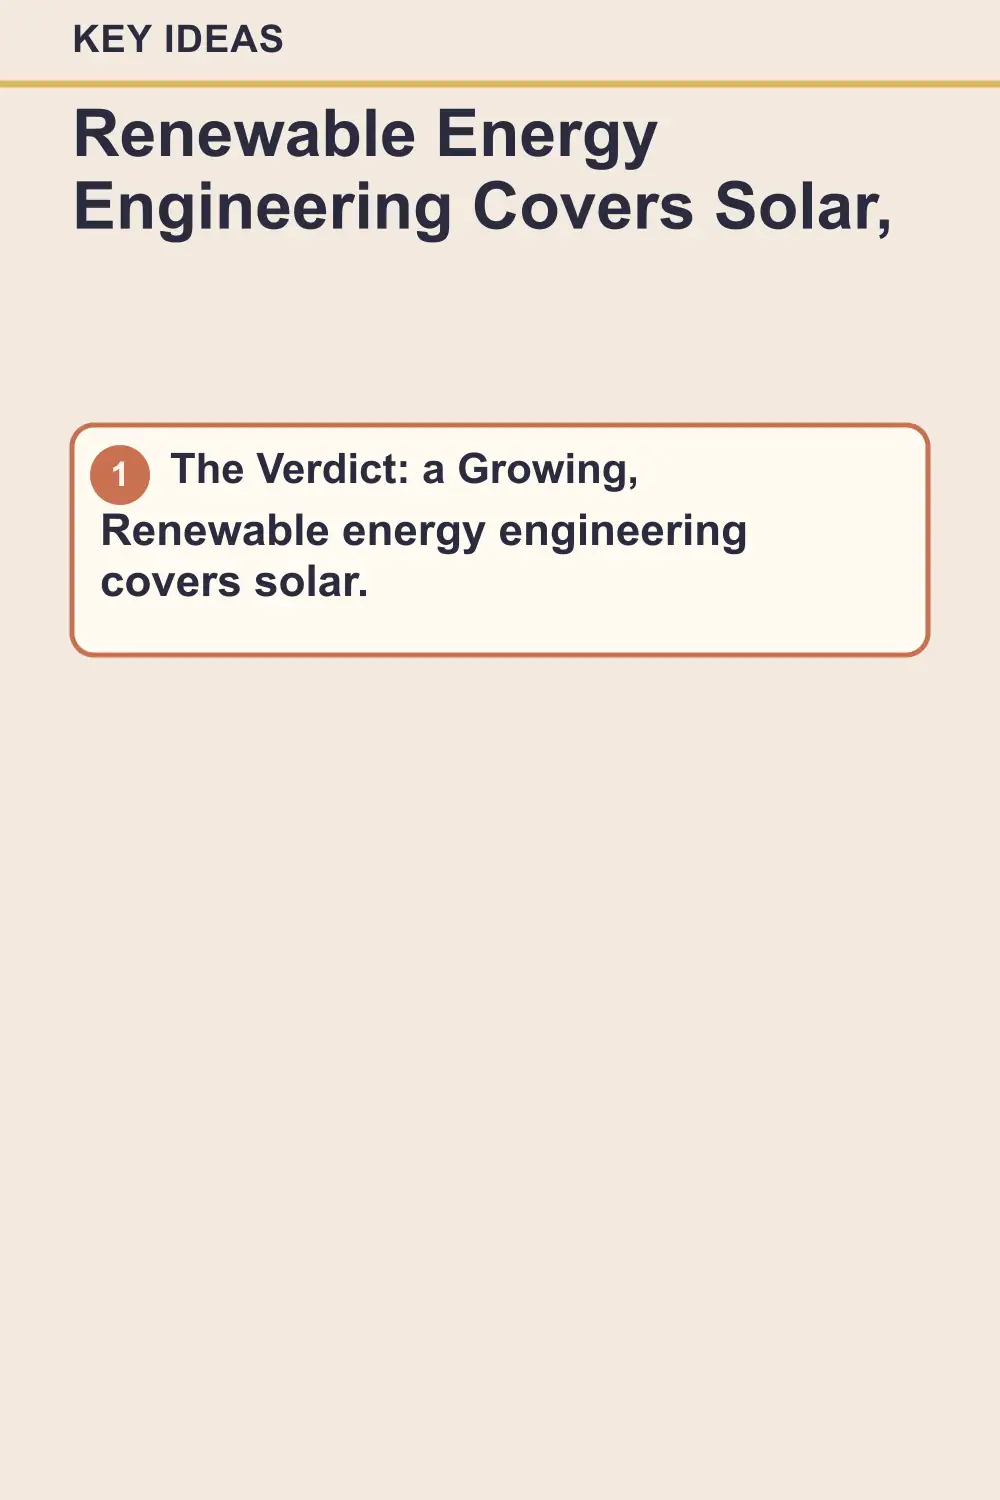 KEY IDEAS
Renewable Energy
Engineering Covers Solar,
1 The Verdict: a Growing,
Renewable energy engineering
covers solar.